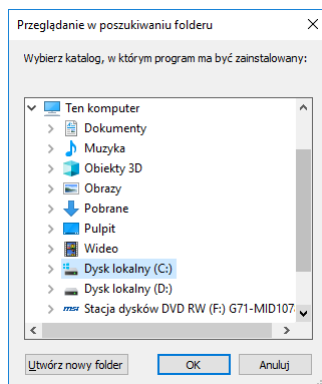 Przeglądanie w poszukiwaniu folderu
Wybierz katalog, w którym program ma być zainstalowany:
Ten komputer
Dokumenty
Muzyka
Obiekty 3D
Obrazy
Pobrane
Pulpit
Wideo
Dysk lokalny (C:)
Dysk lokalny (D:)
msi Stacja dysków DVD RW (F:) G71-MID107
Utwórz nowy folder OK Anuluj